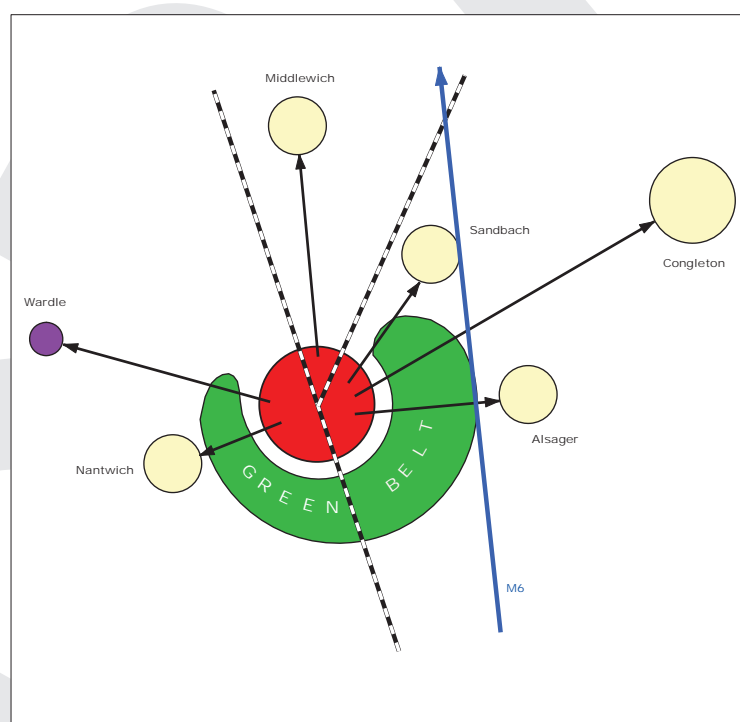 Middlewich
Sandbach
Congleton
Wardle
Alsager
Nantwich
GREEN BELT
M6